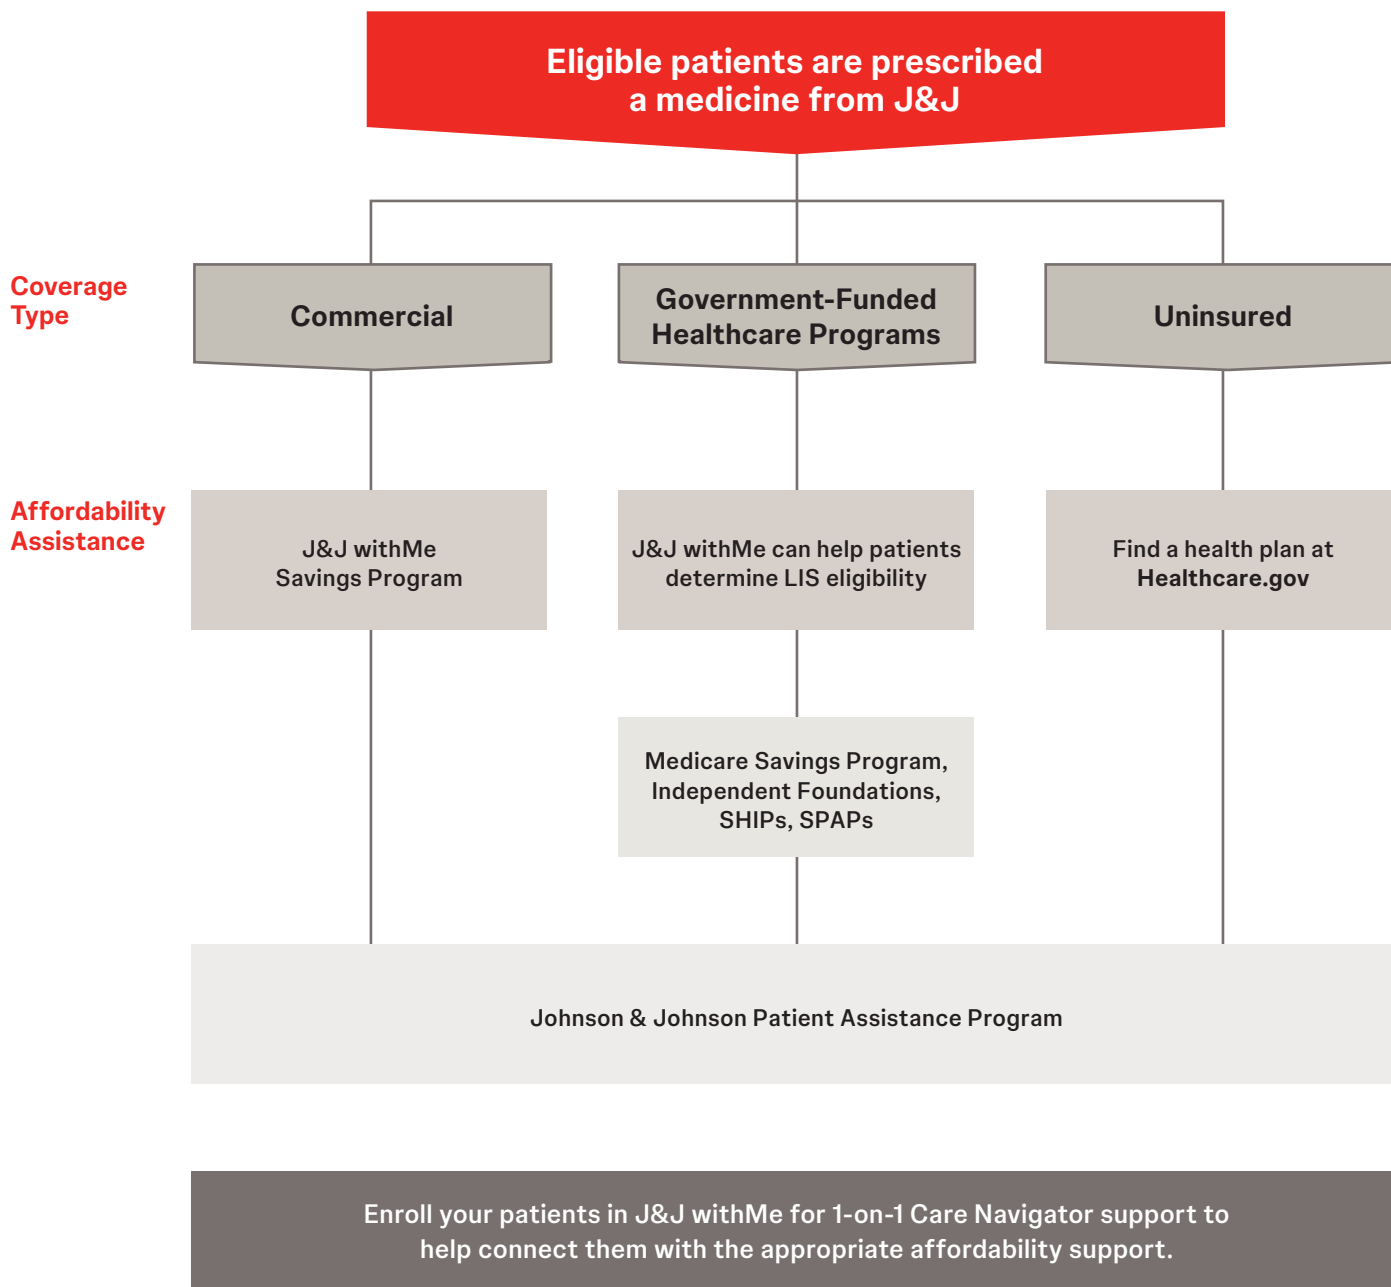 Eligible patients are prescribed
a medicine from J&J
Coverage
Type
Commercial
Government-Funded
Healthcare Programs
Uninsured
Affordability
Assistance
J&J withMe
Savings Program
J&J withMe can help patients
determine LIS eligibility
Find a health plan at
Healthcare.gov
Medicare Savings Program,
Independent Foundations,
SHIPs, SPAPs
Johnson & Johnson Patient Assistance Program
Enroll your patients in J&J withMe for 1-on-1 Care Navigator support to
help connect them with the appropriate affordability support.